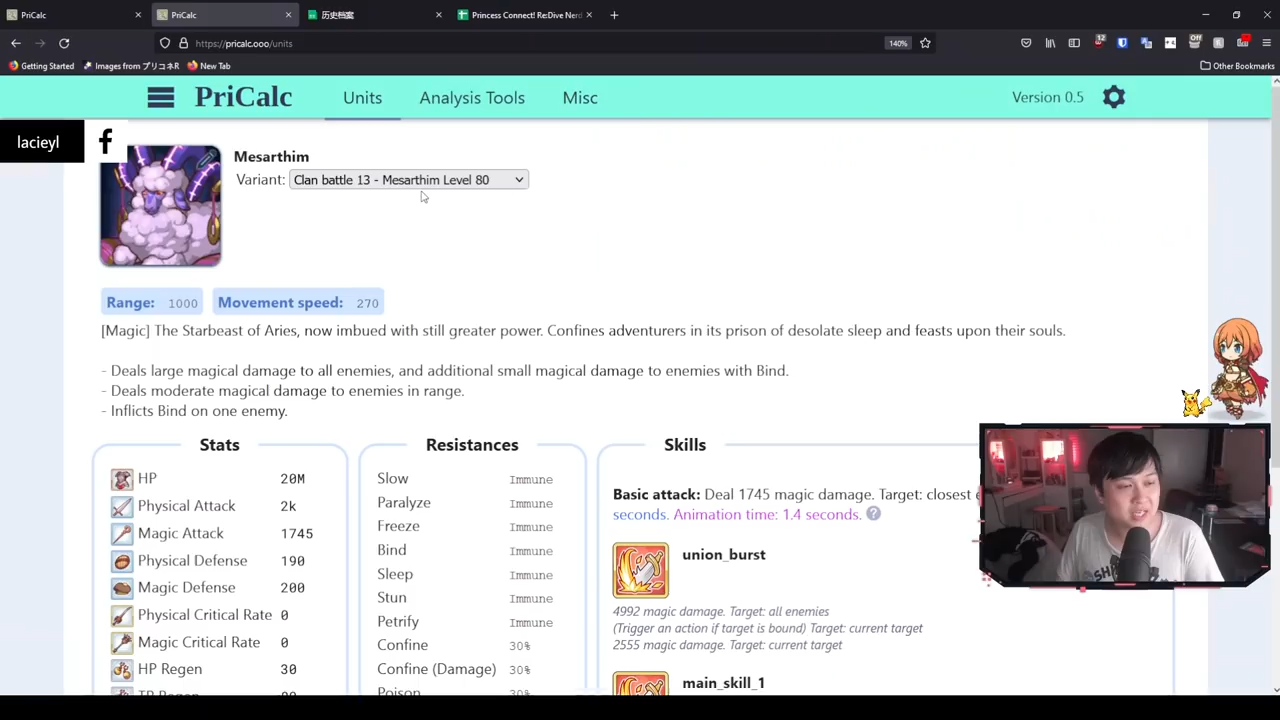 PriCalc
PriCalc
历史档案
Princess Connect! Re:Dive Nerd
https://pricalc.ooo/units
140%
12
Off
Getting Started
Images from プリコネR
New Tab
Other Bookmarks
PriCalc
Units
Analysis Tools
Misc
Version 0.5
lacieyl
Mesarthim
Variant: Clan battle 13 - Mesarthim Level 80
Range: 1000
Movement speed: 270
[Magic] The Starbeast of Aries, now imbued with still greater power. Confines adventurers in its prison of desolate sleep and feasts upon their souls.
- Deals large magical damage to all enemies, and additional small magical damage to enemies with Bind.
- Deals moderate magical damage to enemies in range.
- Inflicts Bind on one enemy.
Stats
HP 20M
Physical Attack 2k
Magic Attack 1745
Physical Defense 190
Magic Defense 200
Physical Critical Rate 0
Magic Critical Rate 0
HP Regen 30
Resistances
Slow Immune
Paralyze Immune
Freeze Immune
Bind Immune
Sleep Immune
Stun Immune
Petrify Immune
Confine 30%
Confine (Damage) 30%
Poison 30%
Skills
Basic attack: Deal 1745 magic damage. Target: closest e
seconds. Animation time: 1.4 seconds.
union_burst
4992 magic damage. Target: all enemies
(Trigger an action if target is bound) Target: current target
2555 magic damage. Target: current target
main_skill_1